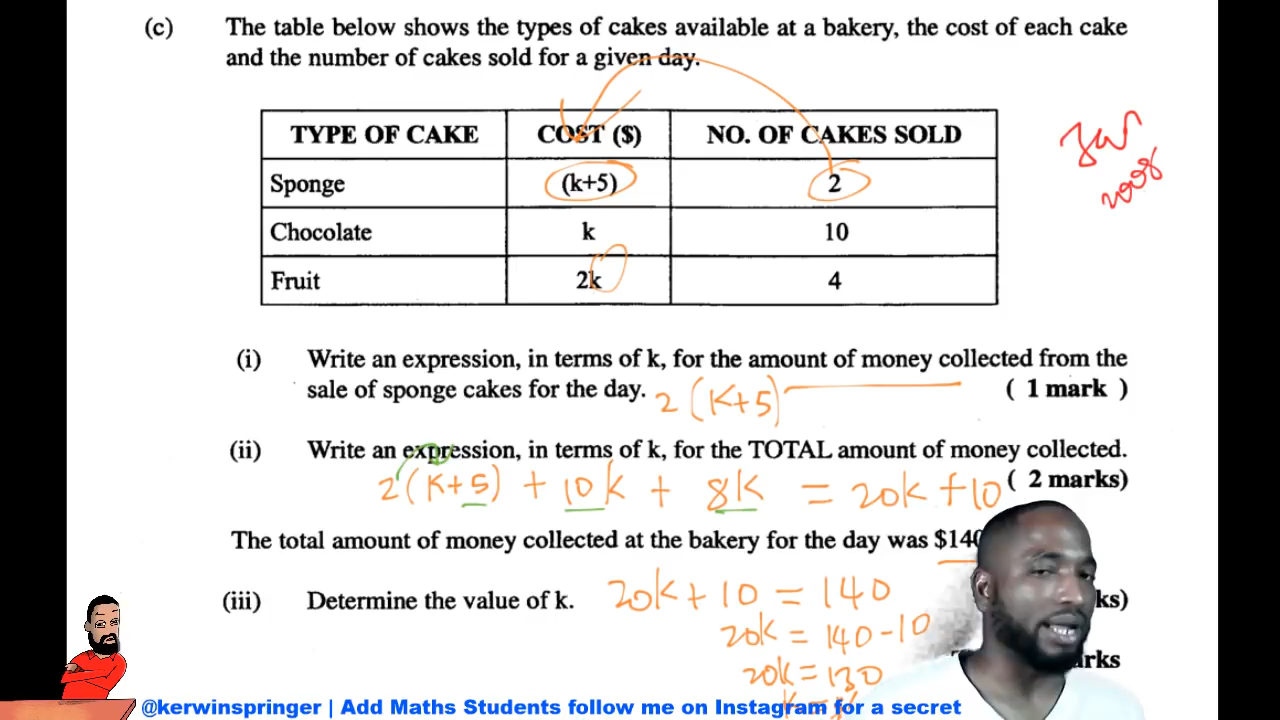 (c) The table below shows the types of cakes available at a bakery, the cost of each cake
and the number of cakes sold for a given day.
TYPE OF CAKE COST ($) NO. OF CAKES SOLD
Sponge (k+5) 2
Chocolate k 10
Fruit 2k 4
Jan
2008
(i) Write an expression, in terms of k, for the amount of money collected from the
sale of sponge cakes for the day. 2 (k+5) ( 1 mark )
(ii) Write an expression, in terms of k, for the TOTAL amount of money collected.
2(k+5) + 10k + 8k = 20k + 10 ( 2 marks)
The total amount of money collected at the bakery for the day was $140
(iii) Determine the value of k. 20k + 10 = 140
20k = 140 - 10
20k = 130
@kerwinspringer | Add Maths Students follow me on Instagram for a secret